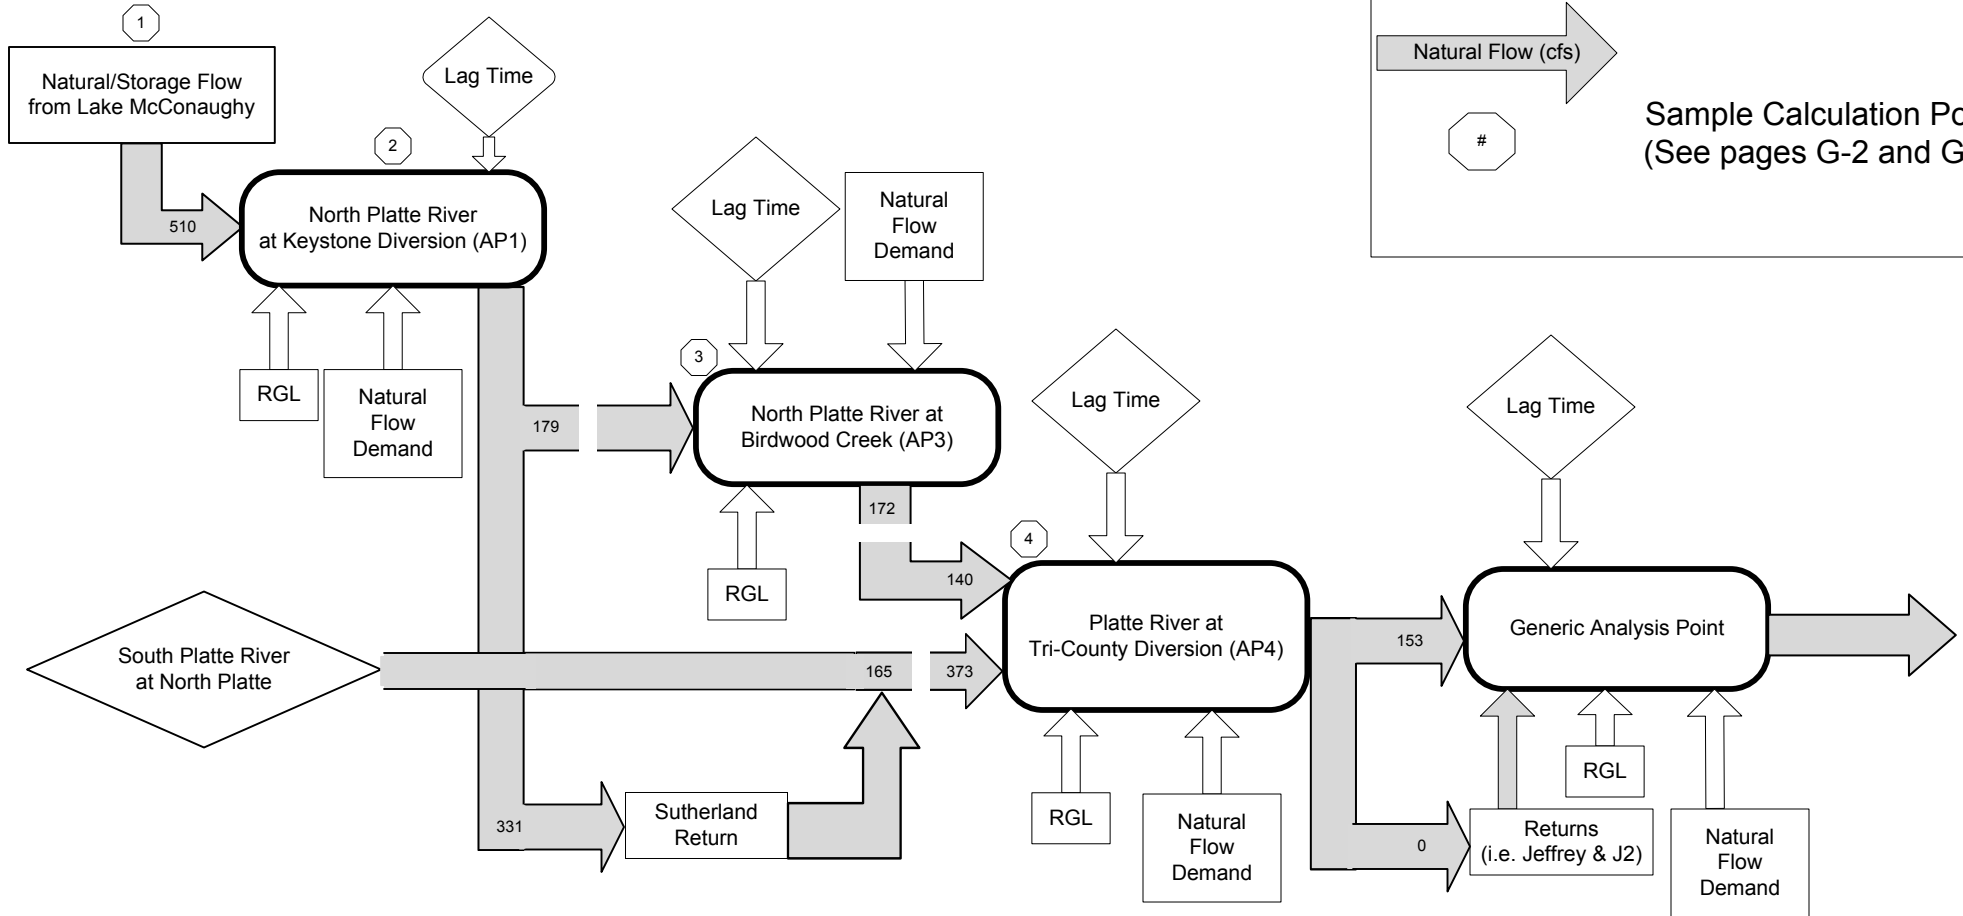 1
Natural/Storage Flow
from Lake McConaughy
Lag Time
2
510
North Platte River
at Keystone Diversion (AP1)
RGL
Natural
Flow
Demand
179
Lag Time
Natural
Flow
Demand
3
North Platte River at
Birdwood Creek (AP3)
RGL
172
140
Lag Time
4
South Platte River
at North Platte
165
373
Platte River at
Tri-County Diversion (AP4)
331
Sutherland
Return
RGL
Natural
Flow
Demand
Lag Time
153
Generic Analysis Point
0
Returns
(i.e. Jeffrey & J2)
RGL
Natural
Flow
Demand
Natural Flow (cfs)
#
Sample Calculation Po
(See pages G-2 and G